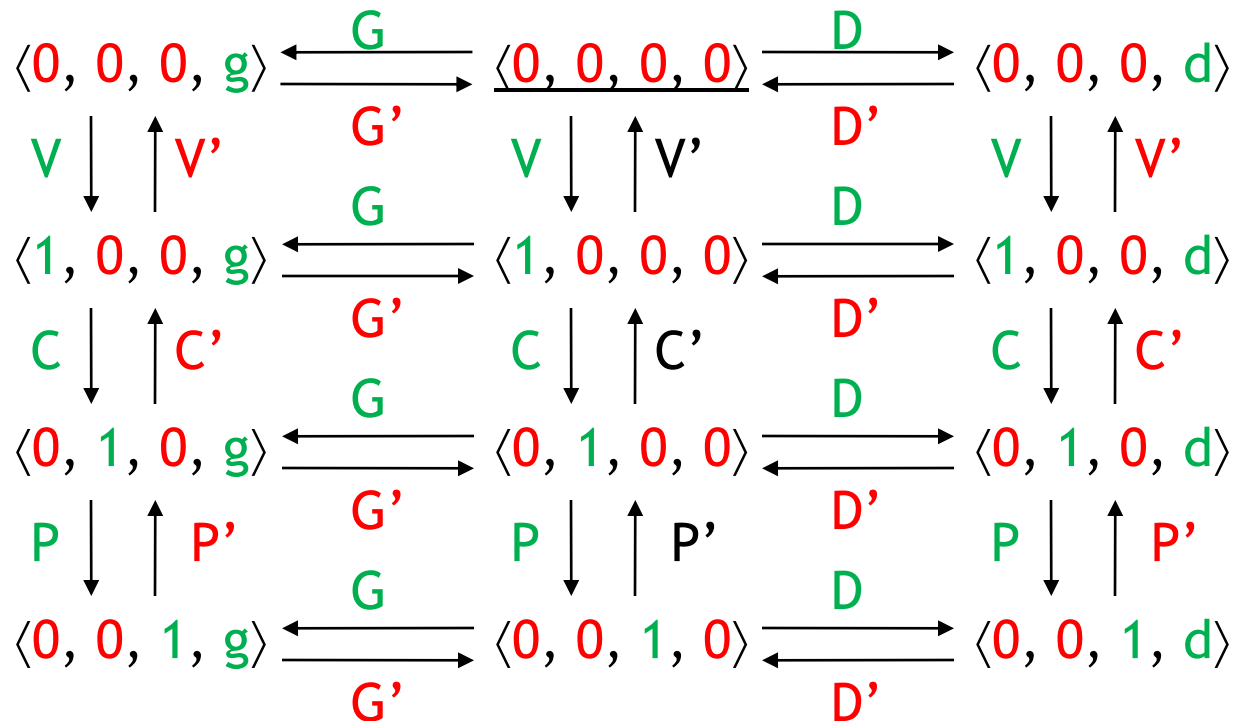 G D
⟨0, 0, 0, g⟩ ⟨0, 0, 0, 0⟩ ⟨0, 0, 0, d⟩
G’ D’
V V’ V V’ V V’
G D
⟨1, 0, 0, g⟩ ⟨1, 0, 0, 0⟩ ⟨1, 0, 0, d⟩
G’ D’
C C’ C C’ C C’
G D
⟨0, 1, 0, g⟩ ⟨0, 1, 0, 0⟩ ⟨0, 1, 0, d⟩
G’ D’
P P’ P P’ P P’
G D
⟨0, 0, 1, g⟩ ⟨0, 0, 1, 0⟩ ⟨0, 0, 1, d⟩
G’ D’